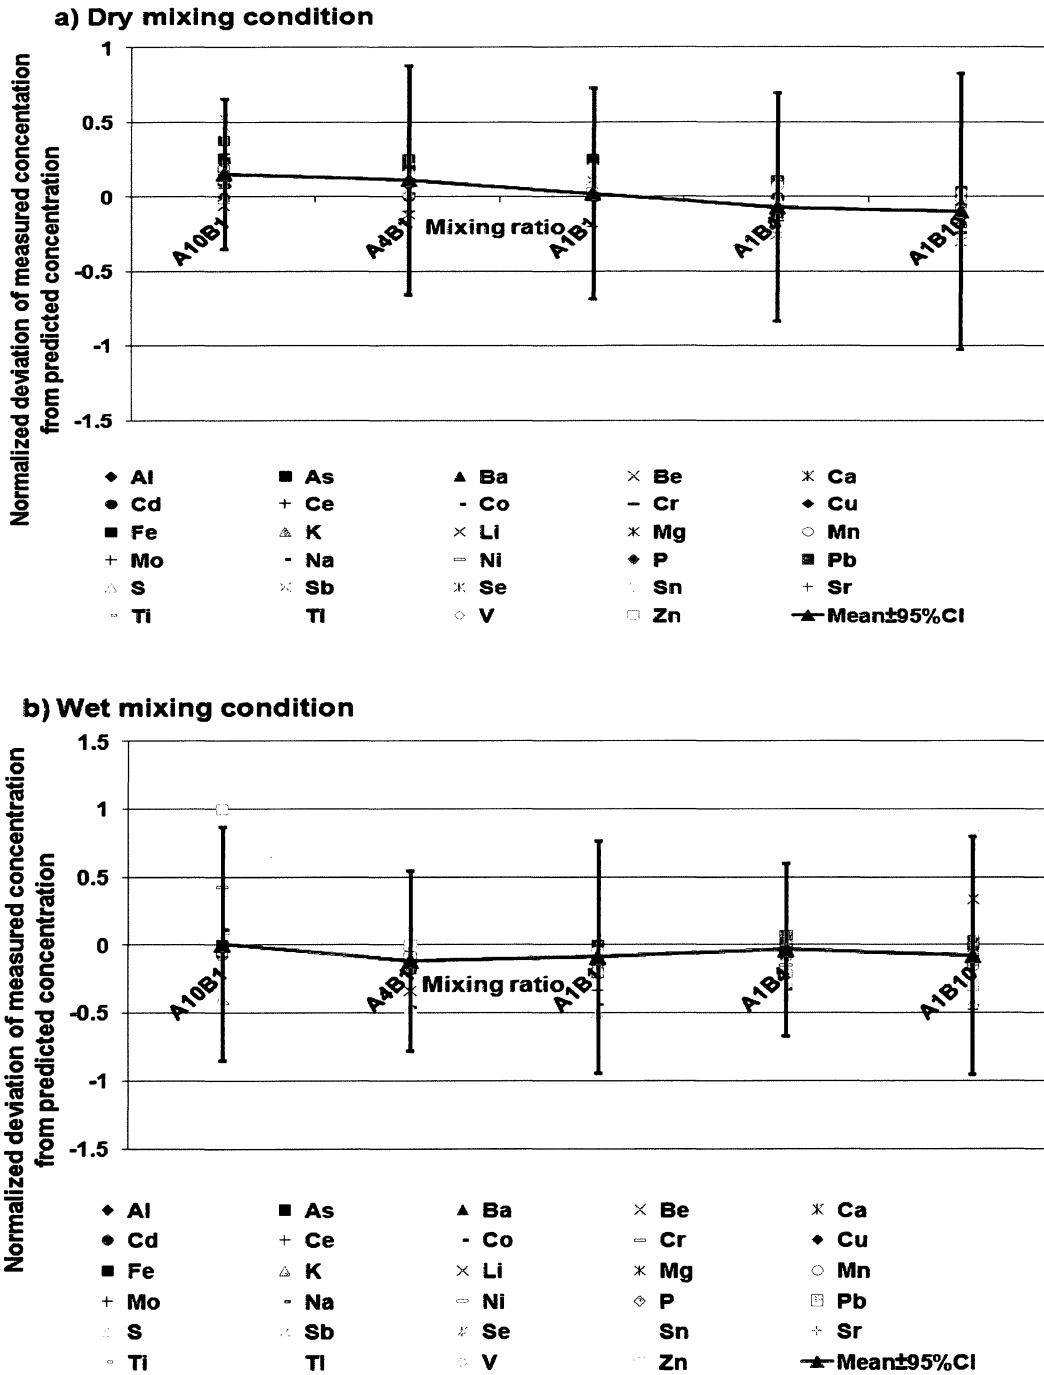 a) Dry mixing condition
Normalized deviation of measured concentation
from predicted concentration
1
0.5
0
-0.5
-1
-1.5
A10B1
A4B1
Mixing ratio
A1B1
A1B4
A1B10
Al As Ba Be Ca
Cd Ce Co Cr Cu
Fe K Li Mg Mn
Mo Na Ni P Pb
S Sb Se Sn Sr
Ti Tl V Zn Mean±95%CI
b) Wet mixing condition
Normalized deviation of measured concentration
from predicted concentration
1.5
1
0.5
0
-0.5
-1
-1.5
A10B1
A4B1
Mixing ratio
A1B1
A1B4
A1B10
Al As Ba Be Ca
Cd Ce Co Cr Cu
Fe K Li Mg Mn
Mo Na Ni P Pb
S Sb Se Sn Sr
Ti Tl V Zn Mean±95%CI